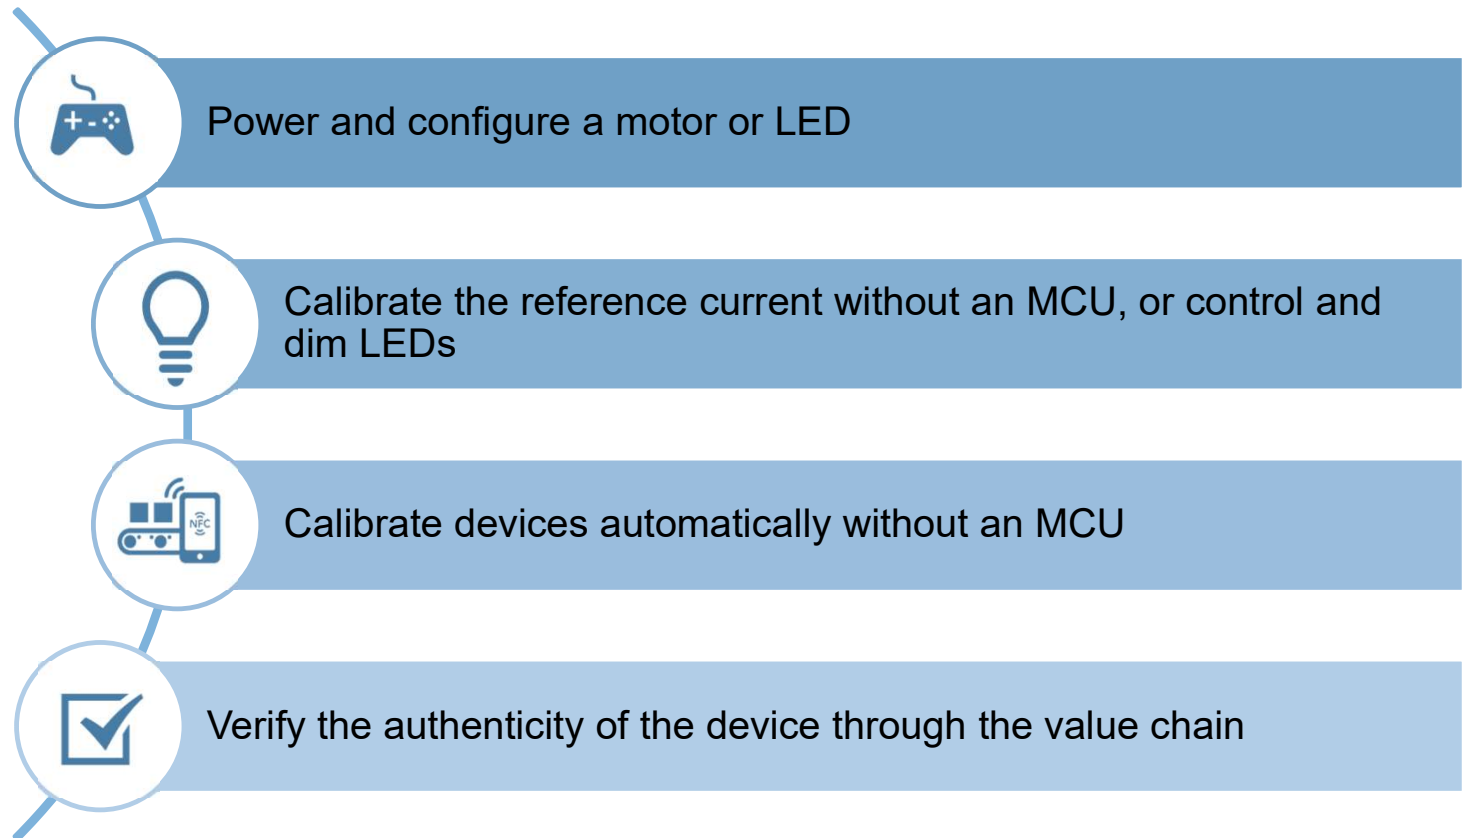 Power and configure a motor or LED
Calibrate the reference current without an MCU, or control and
dim LEDs
NFC
Calibrate devices automatically without an MCU
Verify the authenticity of the device through the value chain